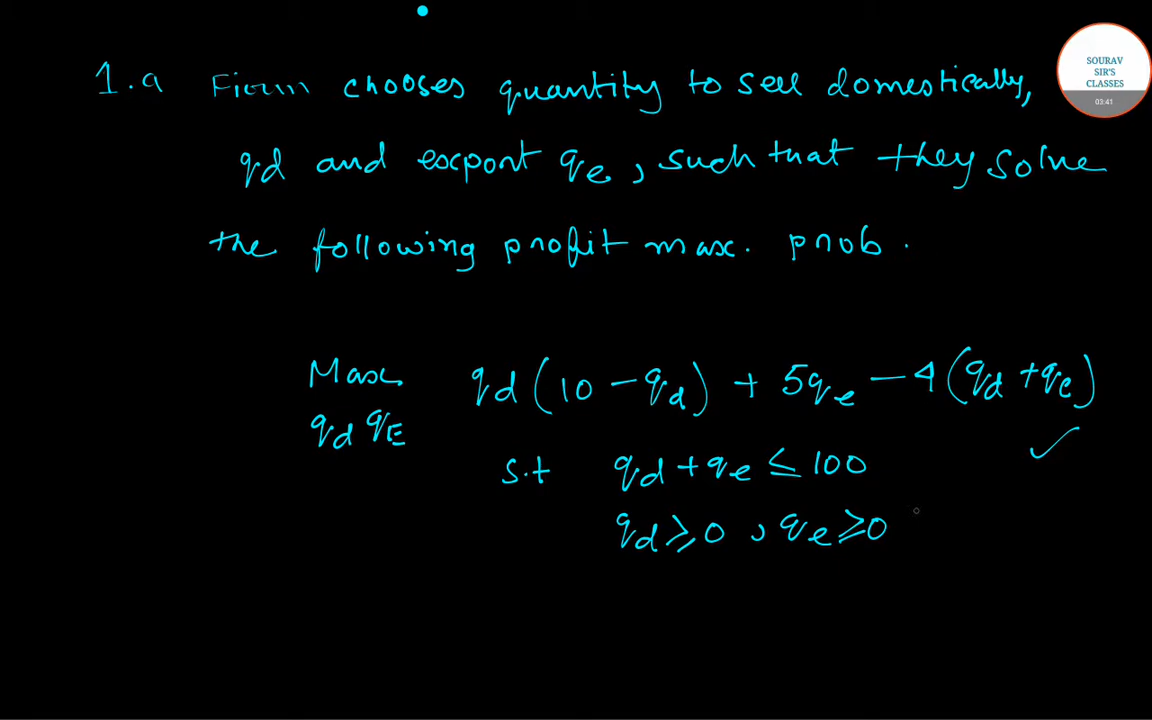 SOURAV
SIR'S
CLASSES
03:41
1.a Firm chooses quantity to sell domestically,
qd and export qe, such that they solve
the following profit max. prob.
Max qd(10 - qd) + 5qe - 4(qd + qe)
qd qE
s.t qd + qe ≤ 100
qd ≥ 0, qe ≥ 0